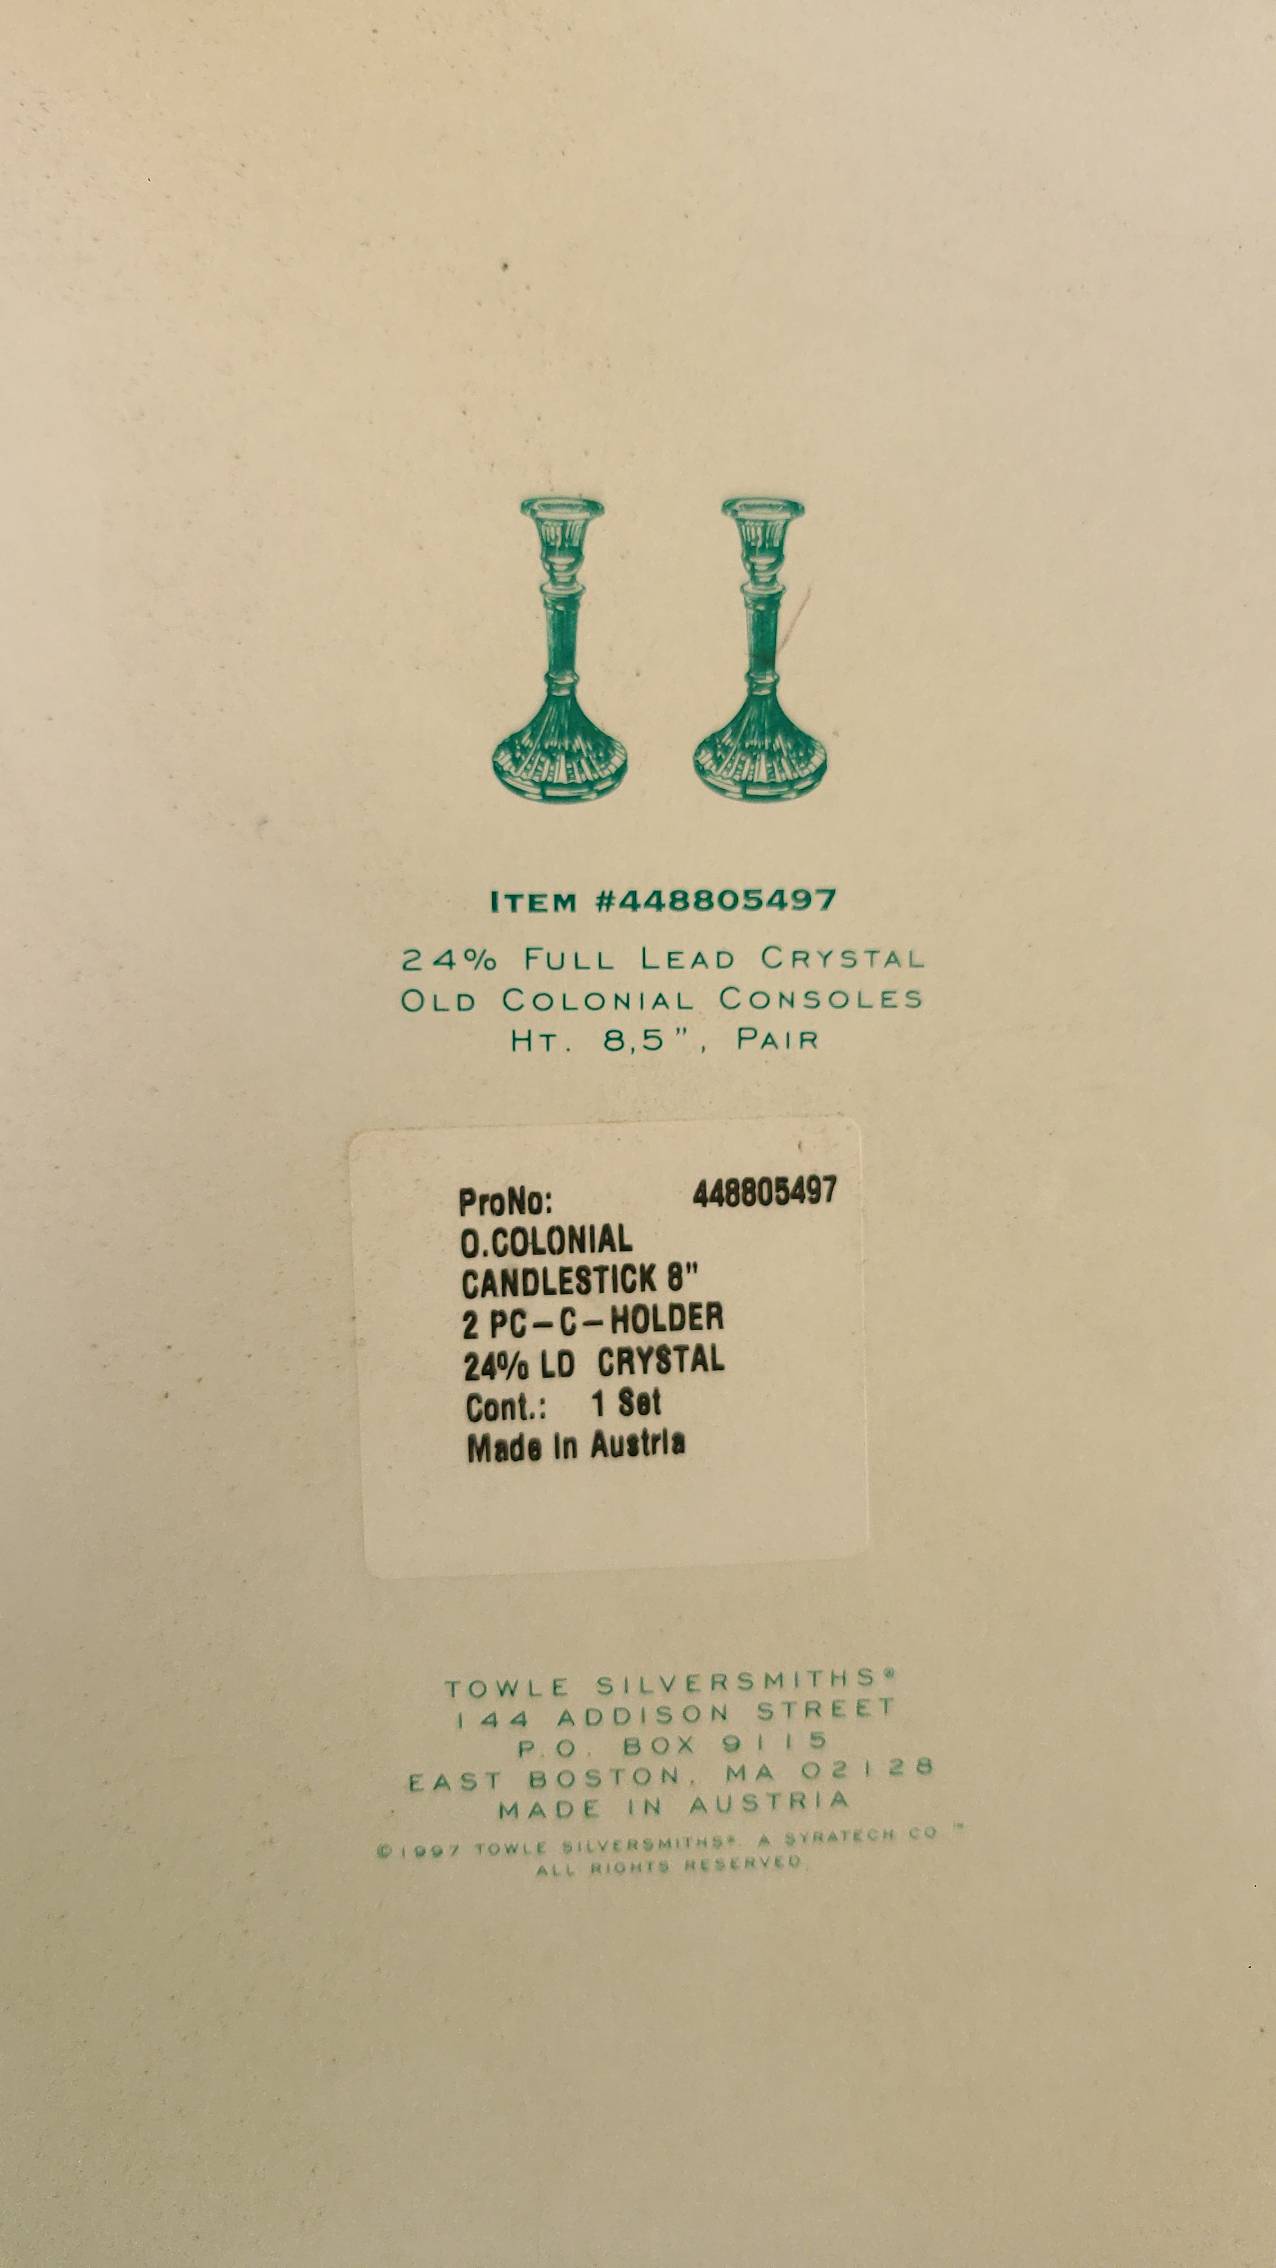 ITEM #448805497
24% FULL LEAD CRYSTAL
OLD COLONIAL CONSOLES
HT. 8,5", PAIR
ProNo: 448805497
O.COLONIAL
CANDLESTICK 8"
2 PC-C-HOLDER
24% LD CRYSTAL
Cont.: 1 Set
Made in Austria
TOWLE SILVERSMITHS®
144 ADDISON STREET
P.O. BOX 9115
EAST BOSTON, MA 02128
MADE IN AUSTRIA
©1997 TOWLE SILVERSMITHS®. A SYRATECH CO.™
ALL RIGHTS RESERVED.